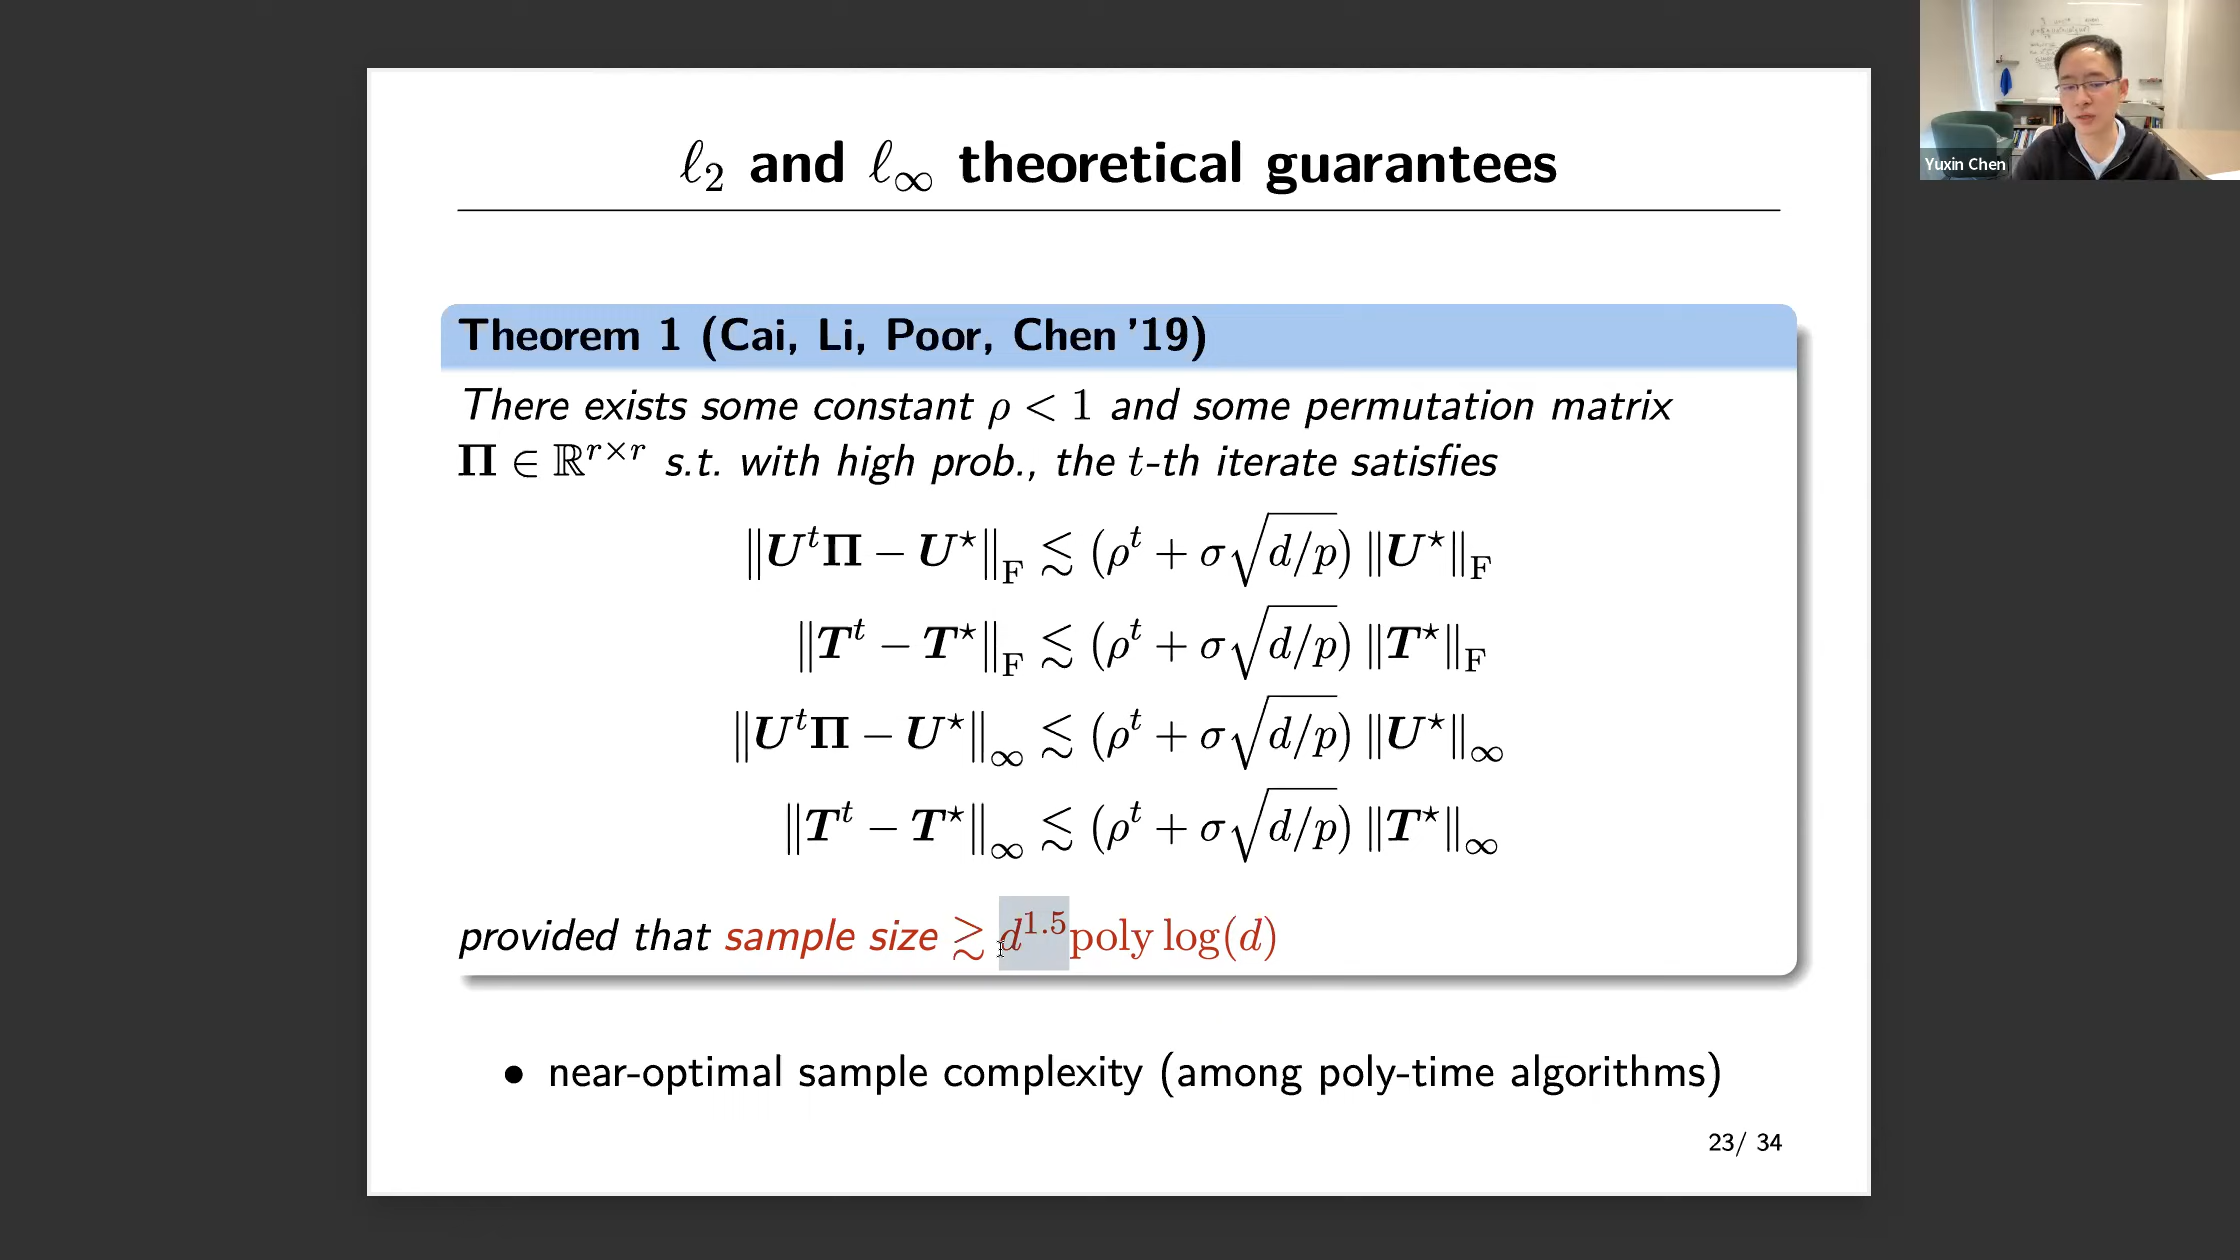 Yuxin Chen
ℓ₂ and ℓ∞ theoretical guarantees
Theorem 1 (Cai, Li, Poor, Chen '19)
There exists some constant ρ < 1 and some permutation matrix
Π ∈ ℝ^{r×r} s.t. with high prob., the t-th iterate satisfies
‖U^tΠ − U^⋆‖_F ≲ (ρ^t + σ√(d/p)) ‖U^⋆‖_F
‖T^t − T^⋆‖_F ≲ (ρ^t + σ√(d/p)) ‖T^⋆‖_F
‖U^tΠ − U^⋆‖_∞ ≲ (ρ^t + σ√(d/p)) ‖U^⋆‖_∞
‖T^t − T^⋆‖_∞ ≲ (ρ^t + σ√(d/p)) ‖T^⋆‖_∞
provided that sample size ≳ d^{1.5} poly log(d)
• near-optimal sample complexity (among poly-time algorithms)
23/ 34